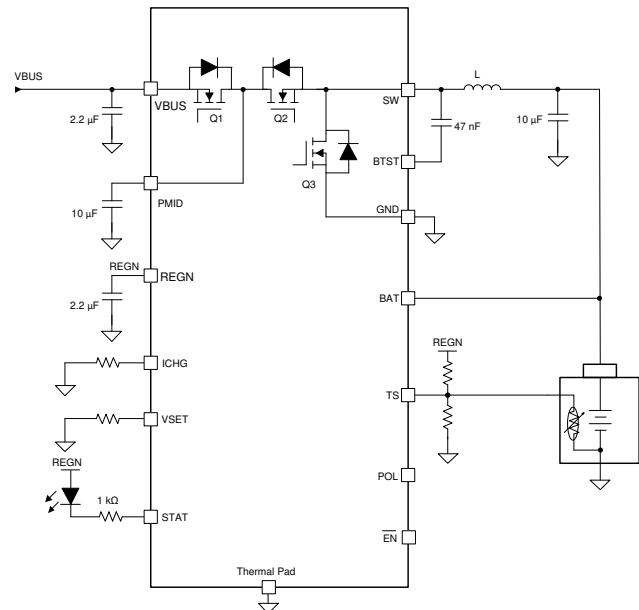 VBUS
VBUS
2.2 µF
Q1
Q2
SW
L
47 nF
10 µF
BTST
Q3
PMID
10 µF
GND
REGN
REGN
2.2 µF
BAT
ICHG
REGN
TS
VSET
REGN
POL
1 kΩ
STAT
EN
Thermal Pad